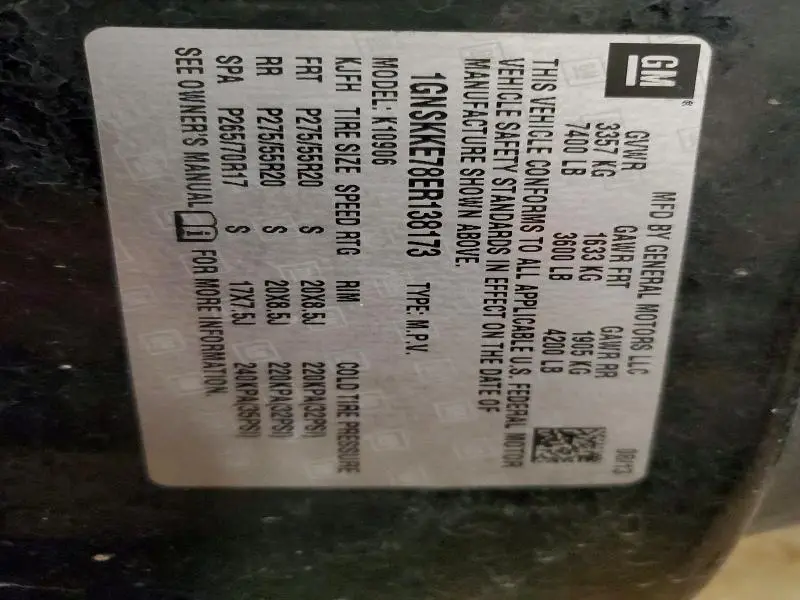 GM
®
MFD BY GENERAL MOTORS LLC 08/13
GVWR GAWR FRT GAWR RR
3357 KG 1633 KG 1905 KG
7400 LB 3600 LB 4200 LB
THIS VEHICLE CONFORMS TO ALL APPLICABLE U.S. FEDERAL MOTOR
VEHICLE SAFETY STANDARDS IN EFFECT ON THE DATE OF
MANUFACTURE SHOWN ABOVE.
1GNSKKE78ER138173 TYPE: M.P.V.
MODEL: K10906
KJFH TIRE SIZE SPEED RTG RIM COLD TIRE PRESSURE
FRT P275/55R20 S 20X8.5J 220KPA(32PSI)
RR P275/55R20 S 20X8.5J 220KPA(32PSI)
SPA P265/70R17 S 17X7.5J 240KPA(35PSI)
SEE OWNER'S MANUAL i FOR MORE INFORMATION.